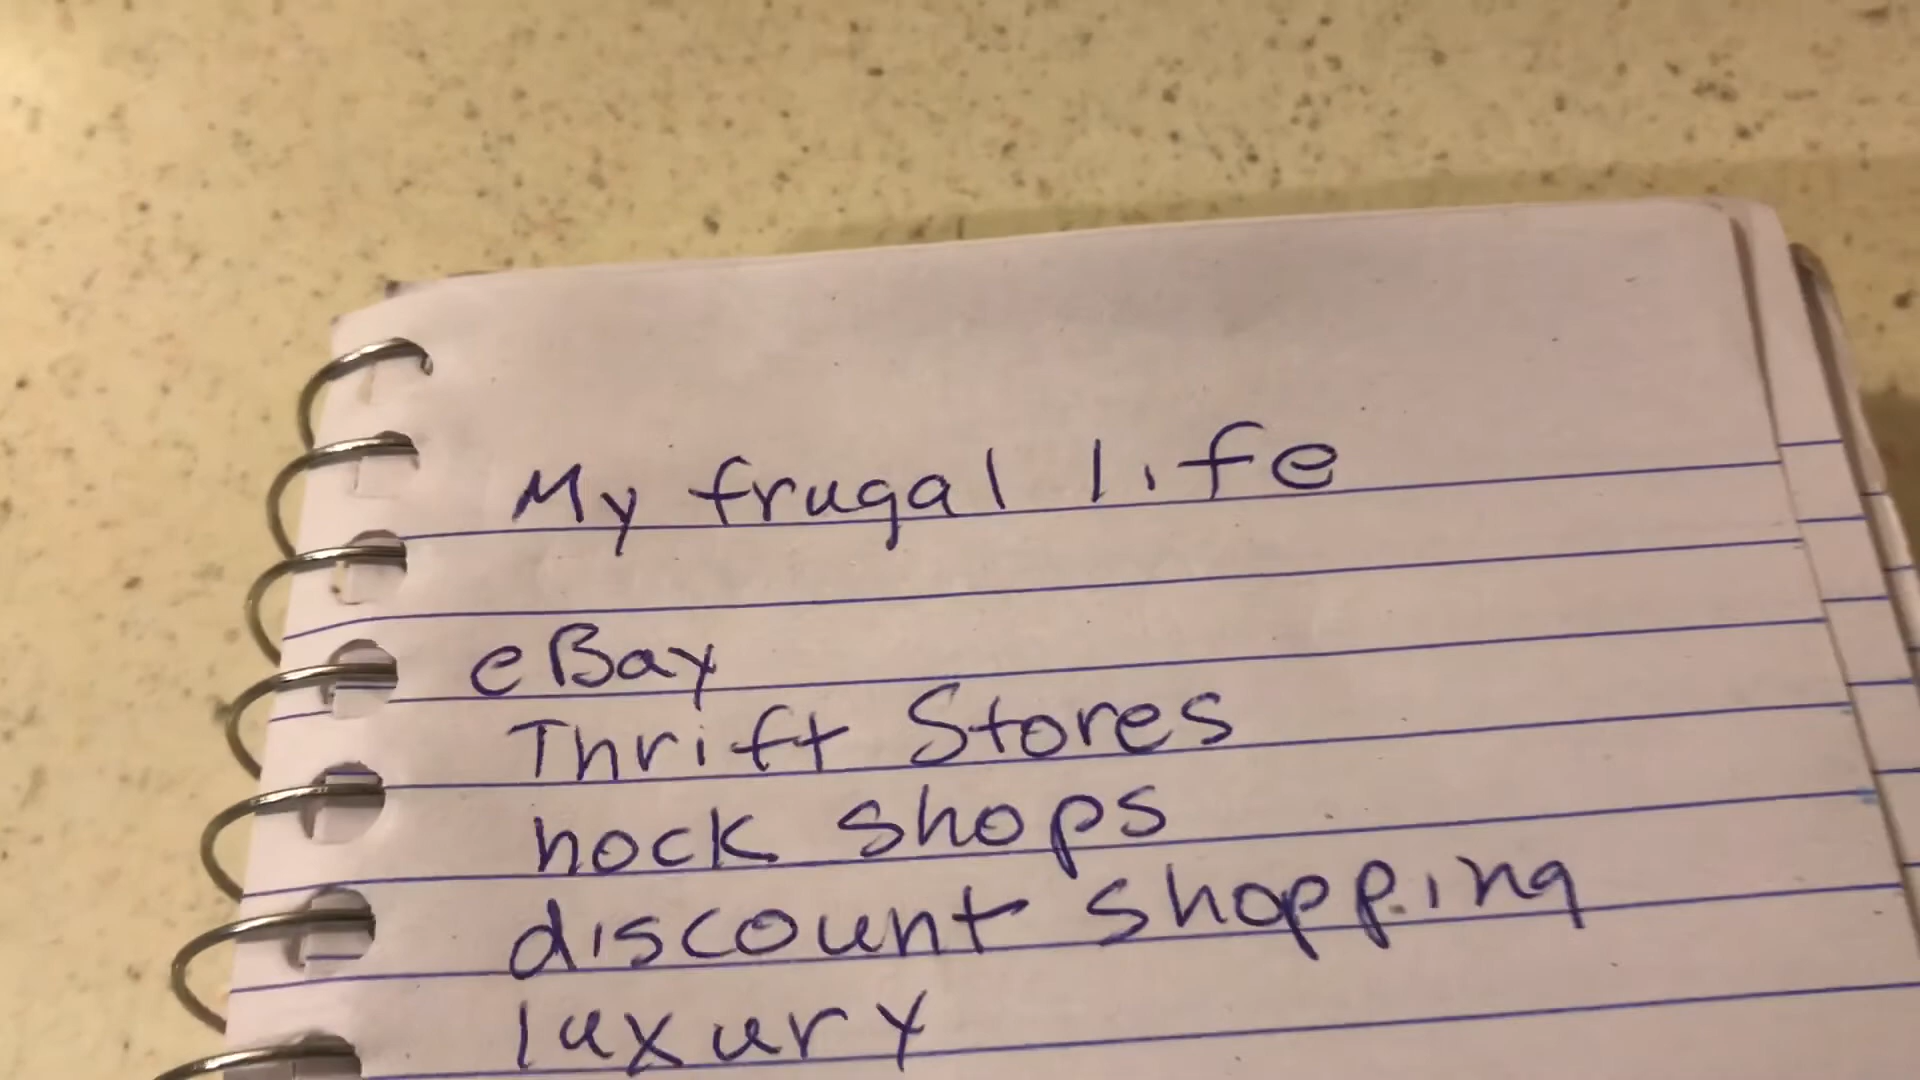 My frugal life
eBay
Thrift Stores
hock shops
discount shopping
luxury